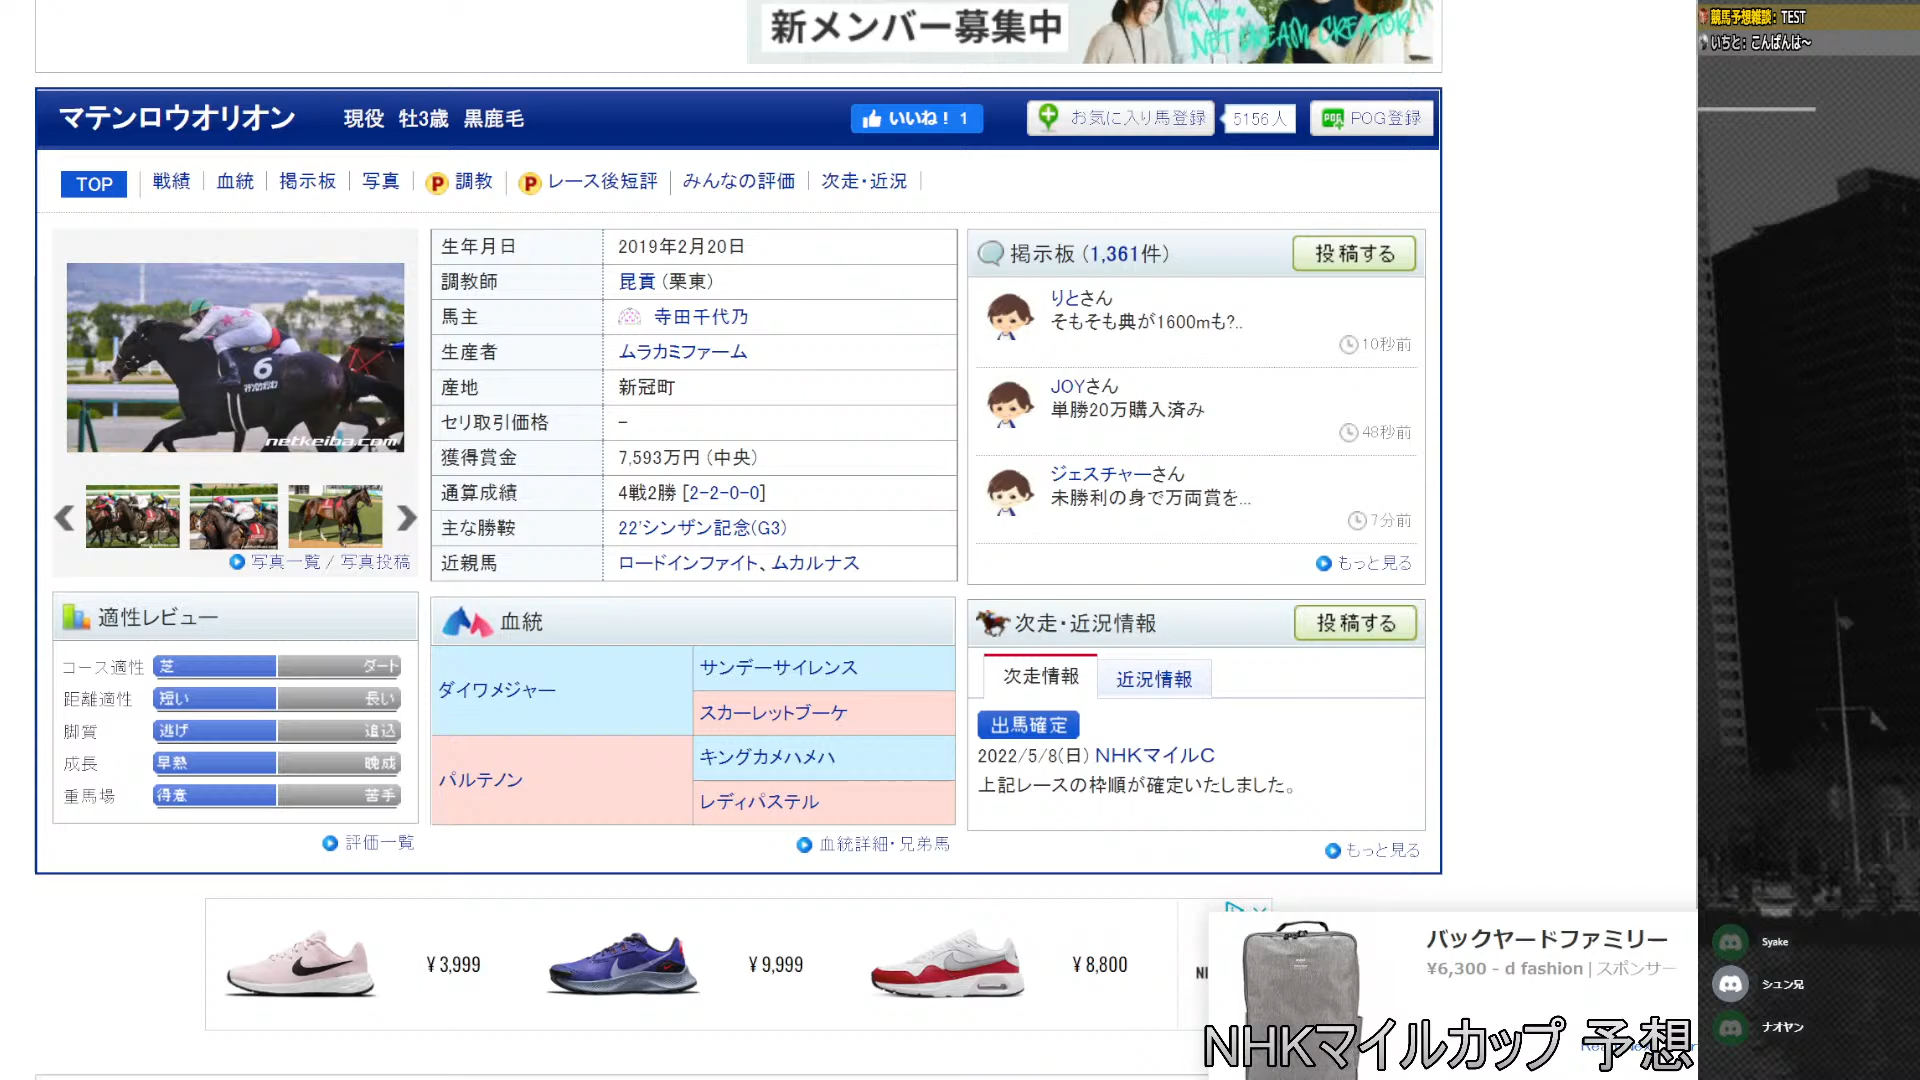 新メンバー募集中
You are
NET DREAM CREATOR!
マテンロウオリオン 現役 牡3歳 黒鹿毛
いいね! 1
お気に入り馬登録
5156人
POG登録
TOP
戦績
血統
掲示板
写真
P 調教
P レース後短評
みんなの評価
次走・近況
6
マテンロウオリオン
netkeiba.com
写真一覧 / 写真投稿
生年月日 2019年2月20日
調教師 昆貢 (栗東)
馬主 寺田千代乃
生産者 ムラカミファーム
産地 新冠町
セリ取引価格 -
獲得賞金 7,593万円 (中央)
通算成績 4戦2勝 [2-2-0-0]
主な勝鞍 22'シンザン記念(G3)
近親馬 ロードインファイト、ムカルナス
掲示板 (1,361件)
投稿する
りとさん
そもそも典が1600mも?..
10秒前
JOYさん
単勝20万購入済み
48秒前
ジェスチャーさん
未勝利の身で万両賞を...
7分前
もっと見る
適性レビュー
コース適性 芝 ダート
距離適性 短い 長い
脚質 逃げ 追込
成長 早熟 晩成
重馬場 得意 苦手
評価一覧
血統
ダイワメジャー
サンデーサイレンス
スカーレットブーケ
パルテノン
キングカメハメハ
レディパステル
血統詳細・兄弟馬
次走・近況情報
投稿する
次走情報
近況情報
出馬確定
2022/5/8(日) NHKマイルC
上記レースの枠順が確定いたしました。
もっと見る
¥3,999
¥9,999
¥8,800
バックヤードファミリー
¥6,300 - d fashion | スポンサー
NHKマイルカップ 予想
競馬予想雑談: TEST
いちと: こんばんは~
Syake
シュン兄
ナオヤン